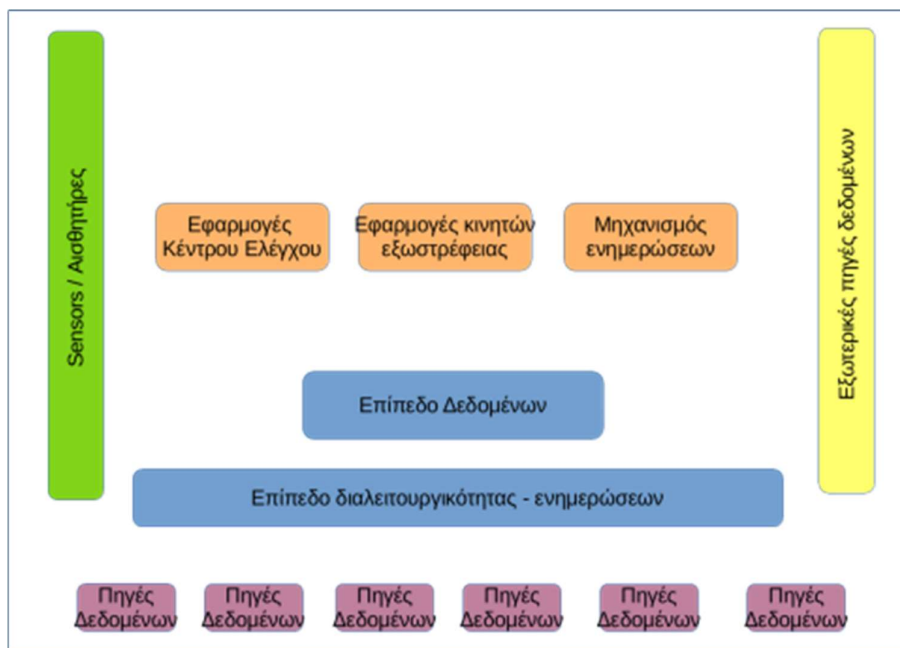 Sensors / Αισθητήρες
Εφαρμογές
Κέντρου Ελέγχου
Εφαρμογές κινητών
εξωστρέφειας
Μηχανισμός
ενημερώσεων
Εξωτερικές πηγές δεδομένων
Επίπεδο Δεδομένων
Επίπεδο διαλειτουργικότητας - ενημερώσεων
Πηγές
Δεδομένων
Πηγές
Δεδομένων
Πηγές
Δεδομένων
Πηγές
Δεδομένων
Πηγές
Δεδομένων
Πηγές
Δεδομένων